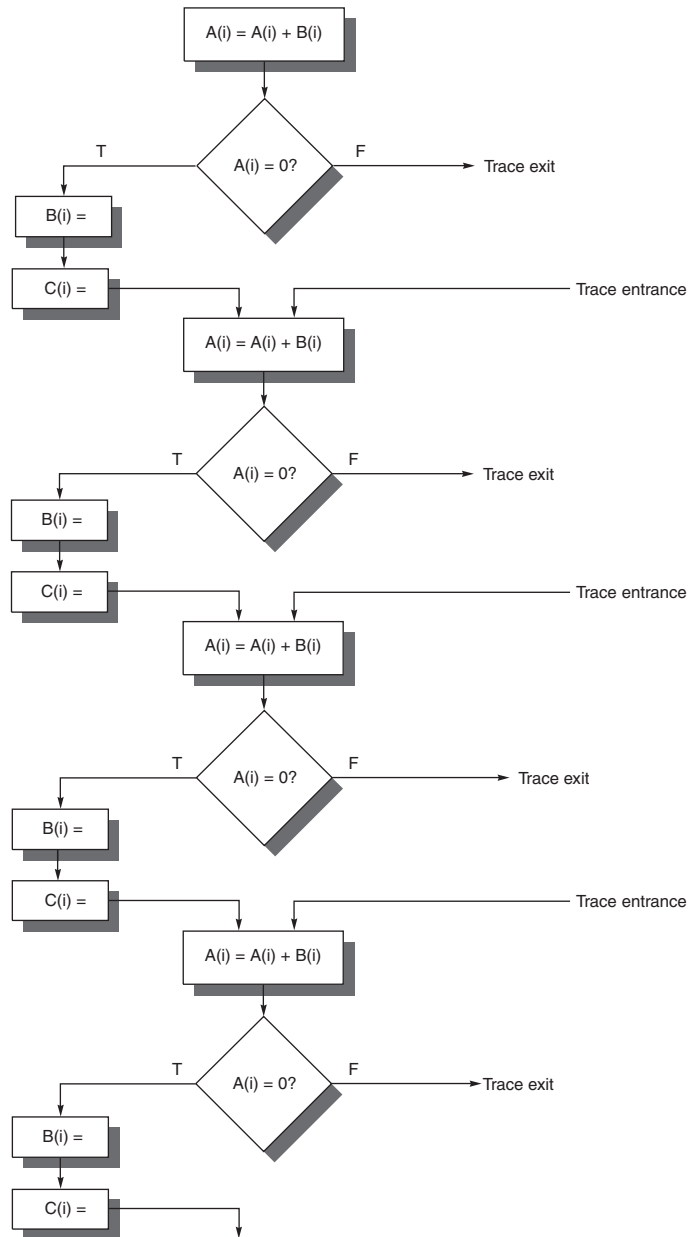 A(i) = A(i) + B(i)
T
A(i) = 0?
F
Trace exit
B(i) =
C(i) =
Trace entrance
A(i) = A(i) + B(i)
T
A(i) = 0?
F
Trace exit
B(i) =
C(i) =
Trace entrance
A(i) = A(i) + B(i)
T
A(i) = 0?
F
Trace exit
B(i) =
C(i) =
Trace entrance
A(i) = A(i) + B(i)
T
A(i) = 0?
F
Trace exit
B(i) =
C(i) =